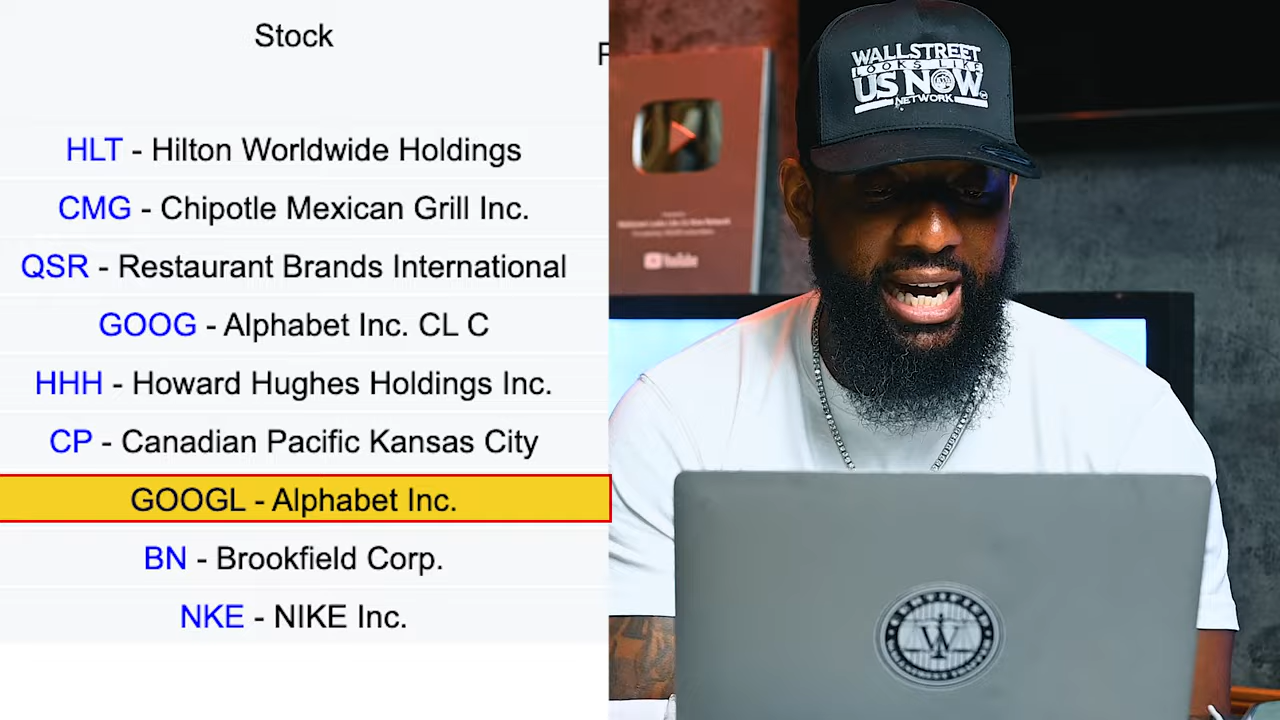 Stock
HLT - Hilton Worldwide Holdings
CMG - Chipotle Mexican Grill Inc.
QSR - Restaurant Brands International
GOOG - Alphabet Inc. CL C
HHH - Howard Hughes Holdings Inc.
CP - Canadian Pacific Kansas City
GOOGL - Alphabet Inc.
BN - Brookfield Corp.
NKE - NIKE Inc.
WALLSTREET
LOOKS LIKE
US NOW
NETWORK
YouTube
W